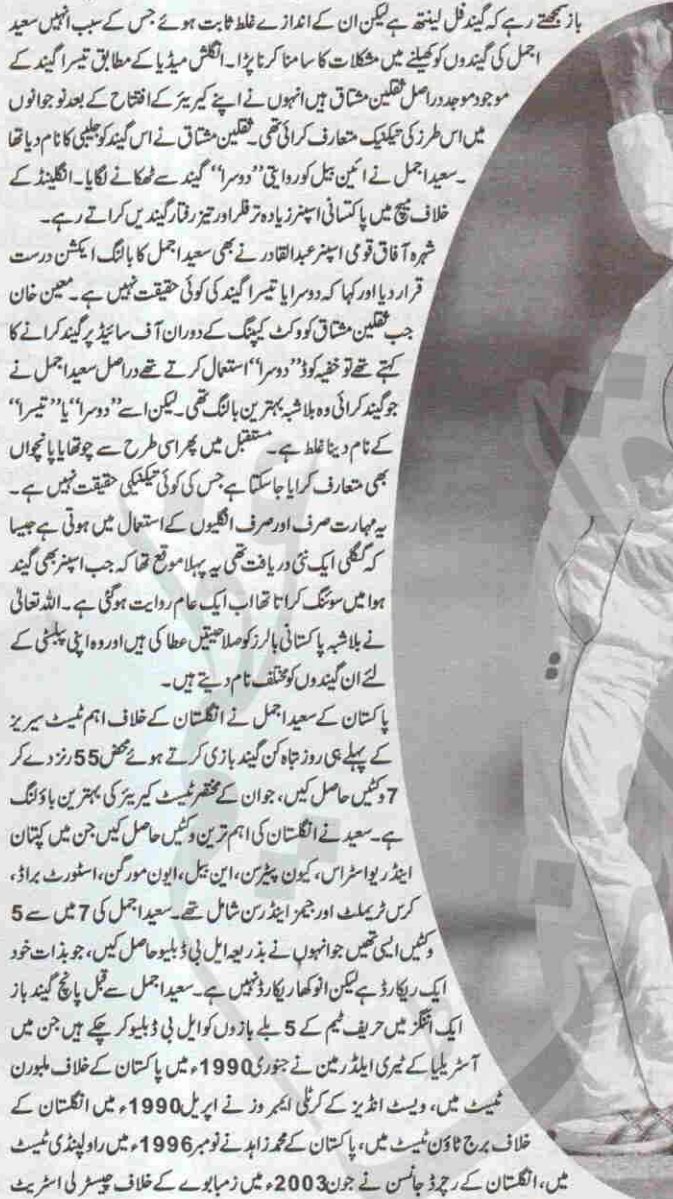 باز سمجھتے رہے کہ گیند فل لینتھ ہے لیکن ان کے اندازے غلط ثابت ہوئے جس کے سبب انہیں سعید
اجمل کی گیندوں کو کھیلنے میں مشکلات کا سامنا کرنا پڑا۔ انگلش میڈیا کے مطابق تیسرا گیند کے
موجود موجد دراصل ثقلین مشتاق ہیں انہوں نے اپنے کیریئر کے افتتاح کے بعد نوجوانوں
میں اس طرز کی تیکنیک متعارف کرائی تھی۔ ثقلین مشتاق نے اس گیند کو جلیبی کا نام دیا تھا
۔ سعید اجمل نے ائین بیل کو روایتی ’’دوسرا‘‘ گیند سے ٹھکانے لگایا۔ انگلینڈ کے
خلاف میچ میں پاکستانی اسپنر زیادہ تر فلر اور تیز رفتار گیندیں کراتے رہے۔
شہرہ آفاق قومی اسپنر عبدالقادر نے بھی سعید اجمل کا بالنگ ایکشن درست
قرار دیا اور کہا کہ دوسرا یا تیسرا گیند کی کوئی حقیقت نہیں ہے۔ معین خان
جب ثقلین مشتاق کو وکٹ کیپنگ کے دوران آف سائیڈ پر گیند کرانے کا
کہتے تھے تو خفیہ کوڈ ’’دوسرا‘‘ استعمال کرتے تھے دراصل سعید اجمل نے
جو گیند کرائی وہ بلاشبہ بہترین بالنگ تھی۔ لیکن اسے ’’دوسرا‘‘ یا ’’تیسرا‘‘
کے نام دینا غلط ہے۔ مستقبل میں پھر اسی طرح سے چوتھا یا پانچواں
بھی متعارف کرایا جاسکتا ہے جس کی کوئی تیکنیکی حقیقت نہیں ہے۔
یہ مہارت صرف اور صرف انگلیوں کے استعمال میں ہوتی ہے جیسا
کہ گگلی ایک نئی دریافت تھی یہ پہلا موقع تھا کہ جب اسپنر بھی گیند
ہوا میں سوئنگ کراتا تھا اب ایک عام روایت ہوگئی ہے۔ اللہ تعالیٰ
نے بلاشبہ پاکستانی بالرز کو صلاحیتیں عطا کی ہیں اور وہ اپنی پبلسٹی کے
لئے ان گیندوں کو مختلف نام دیتے ہیں۔
پاکستان کے سعید اجمل نے انگلستان کے خلاف اہم ٹیسٹ سیریز
کے پہلے ہی روز تباہ کن گیند بازی کرتے ہوئے محض 55 رنز دے کر
7 وکٹیں حاصل کیں، جو ان کے مختصر ٹیسٹ کیریئر کی بہترین باؤلنگ
ہے۔ سعید نے انگلستان کی اہم ترین وکٹیں حاصل کیں جن میں کپتان
اینڈریو اسٹراس، کیون پیٹرسن، این بیل، ایون مورگن، اسٹورٹ براڈ،
کرس ٹریملٹ اور جیمز اینڈرسن شامل تھے۔ سعید اجمل کی 7 میں سے 5
وکٹیں ایسی تھیں جو انہوں نے بذریعہ ایل بی ڈبلیو حاصل کیں، جو بذات خود
ایک ریکارڈ ہے لیکن انوکھا ریکارڈ نہیں ہے۔ سعید اجمل سے قبل پانچ گیند باز
ایک اننگز میں حریف ٹیم کے 5 بلے بازوں کو ایل بی ڈبلیو کر چکے ہیں جن میں
آسٹریلیا کے ٹیری ایلڈرمین نے جنوری 1990ء میں پاکستان کے خلاف ملبورن
ٹیسٹ میں، ویسٹ انڈیز کے کرٹلی ایمبروز نے اپریل 1990ء میں انگلستان کے
خلاف برج ٹاؤن ٹیسٹ میں، پاکستان کے محمد زاہد نے نومبر 1996ء میں راولپنڈی ٹیسٹ
میں، انگلستان کے رچرڈ جانسن نے جون 2003ء میں زمبابوے کے خلاف چیسٹر لی اسٹریٹ